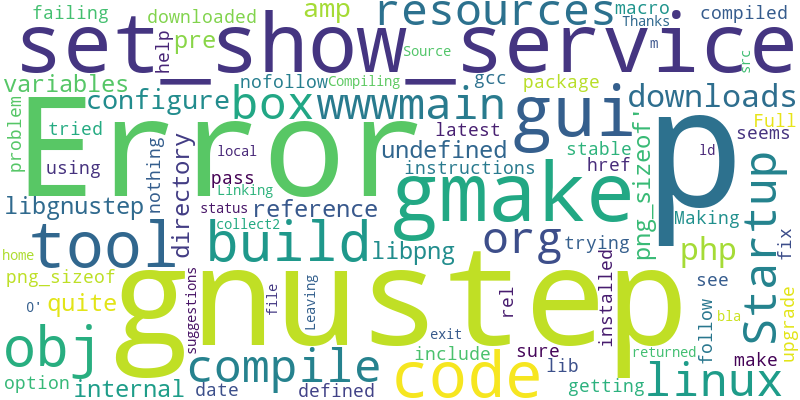 failing downloaded amp resources macro compiled
help pre Thanks
set_show_service
Source m src
variables nofollow Compiling gcc package
configure box www main gui downloads
problem Error p Full
tried latest stable seems
using nothing local undefined href ld
directory pass instructions png_sizeof'
Linking gmake
libgnustep status reference Making startup
collect2
tool build libpng org trying php fix
home
png_sizeof gnustep see
suggestions file Leaving rel installed
0' quite follow bla upgrade
exit
obj compile include sure returned make
code lib
option internal date defined getting linux